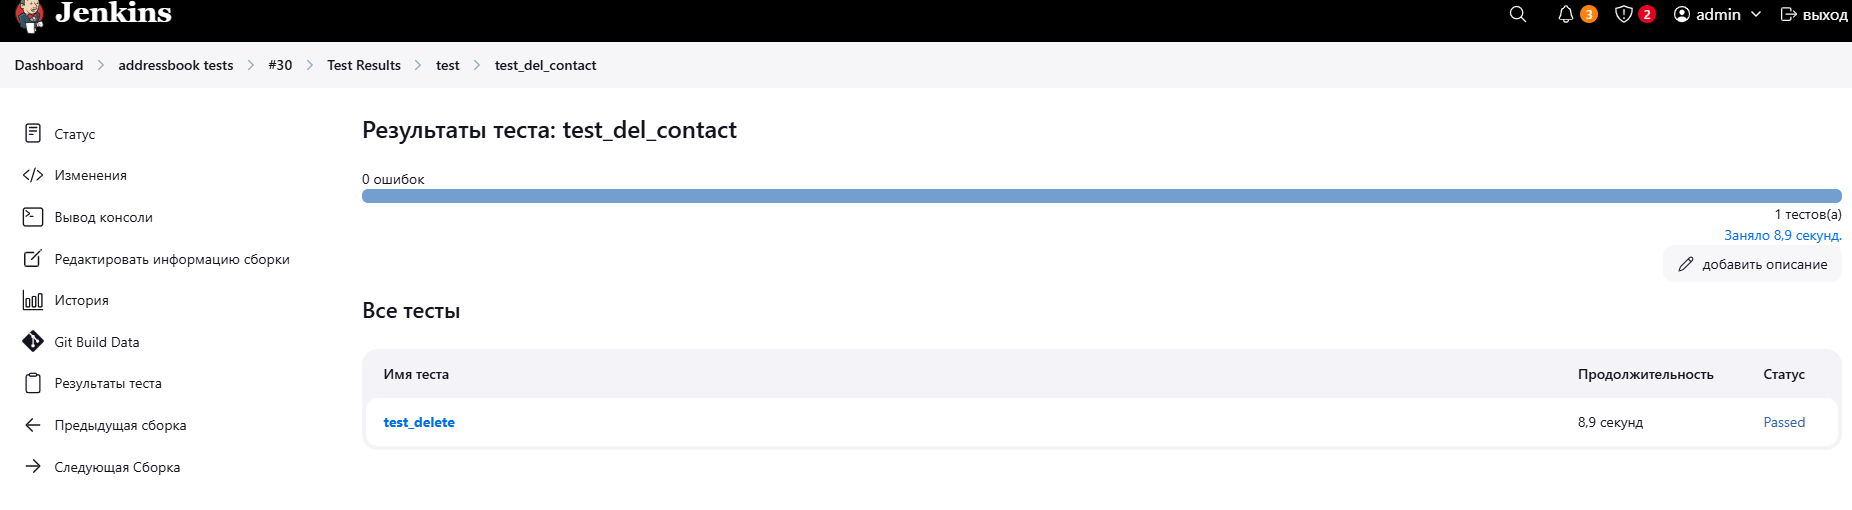 Jenkins
3
2
admin
выход
Dashboard
addressbook tests
#30
Test Results
test
test_del_contact
Статус
Изменения
Вывод консоли
Редактировать информацию сборки
История
Git Build Data
Результаты теста
Предыдущая сборка
Следующая Сборка
Результаты теста: test_del_contact
0 ошибок
1 тестов(а)
Заняло 8,9 секунд.
добавить описание
Все тесты
Имя теста
Продолжительность
Статус
test_delete
8,9 секунд
Passed